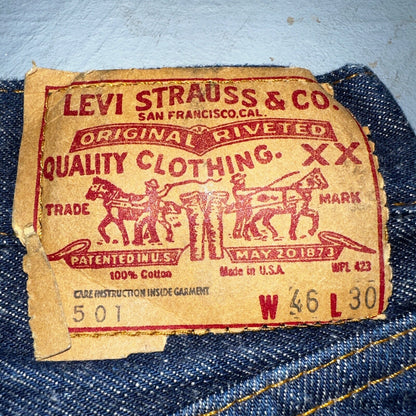 LEVI STRAUSS & CO.
SAN FRANCISCO, CAL.
ORIGINAL RIVETED
QUALITY CLOTHING. XX
TRADE MARK
PATENTED IN U.S. MAY 20, 1873
100% Cotton Made in U.S.A. WPL 423
CARE INSTRUCTION INSIDE GARMENT
501 W 46 L 30